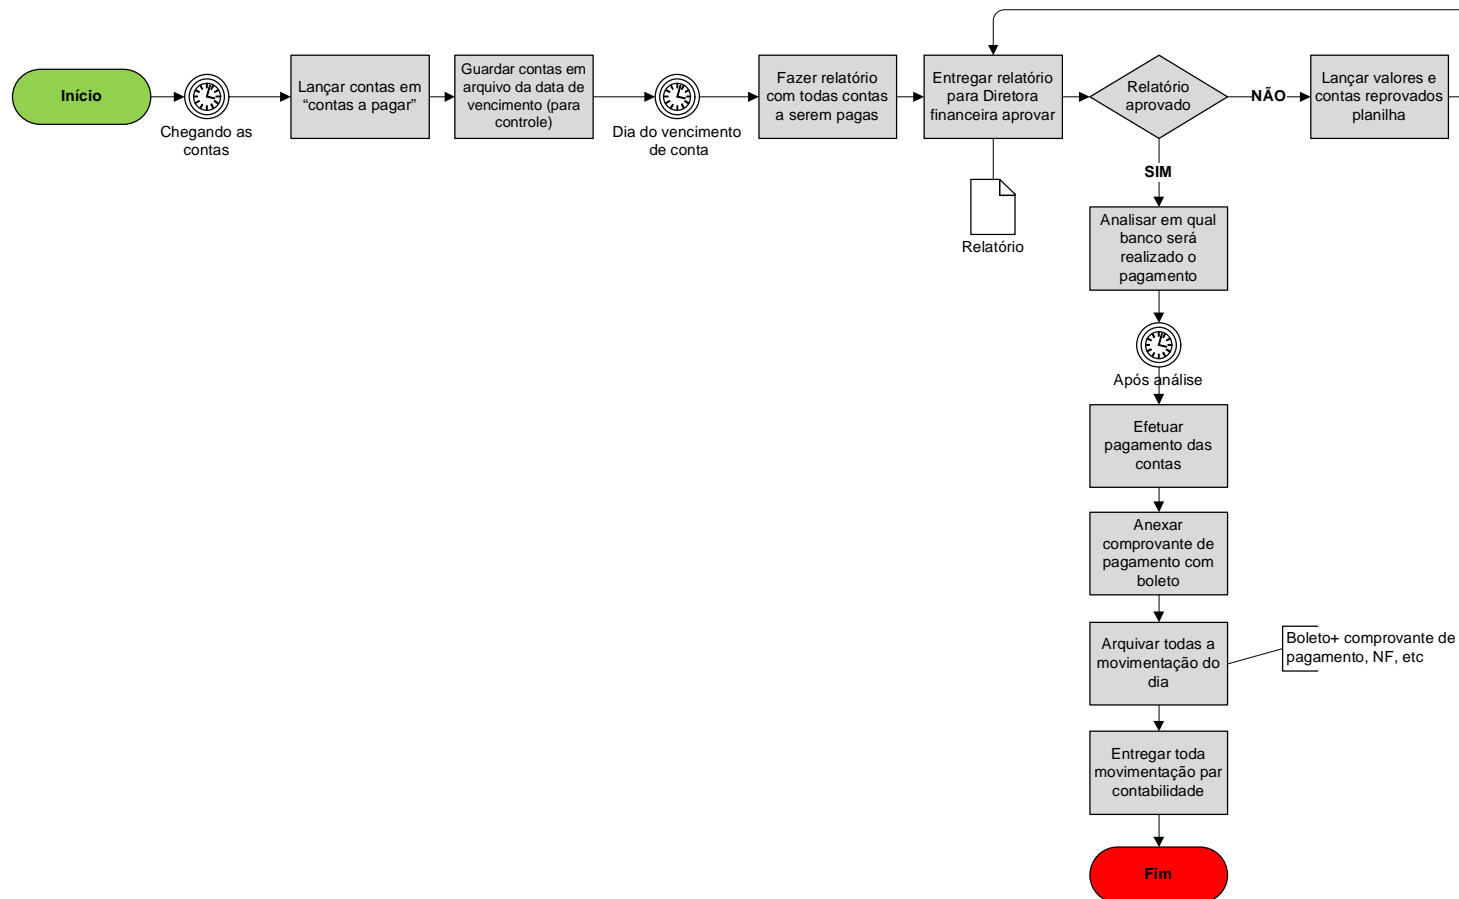 Início
Chegando as
contas
Lançar contas em
“contas a pagar”
Guardar contas em
arquivo da data de
vencimento (para
controle)
Dia do vencimento
de conta
Fazer relatório
com todas contas
a serem pagas
Entregar relatório
para Diretora
financeira aprovar
Relatório
Relatório
aprovado
NÃO
Lançar valores e
contas reprovados
planilha
SIM
Analisar em qual
banco será
realizado o
pagamento
Após análise
Efetuar
pagamento das
contas
Anexar
comprovante de
pagamento com
boleto
Arquivar todas a
movimentação do
dia
Boleto+ comprovante de
pagamento, NF, etc
Entregar toda
movimentação par
contabilidade
Fim